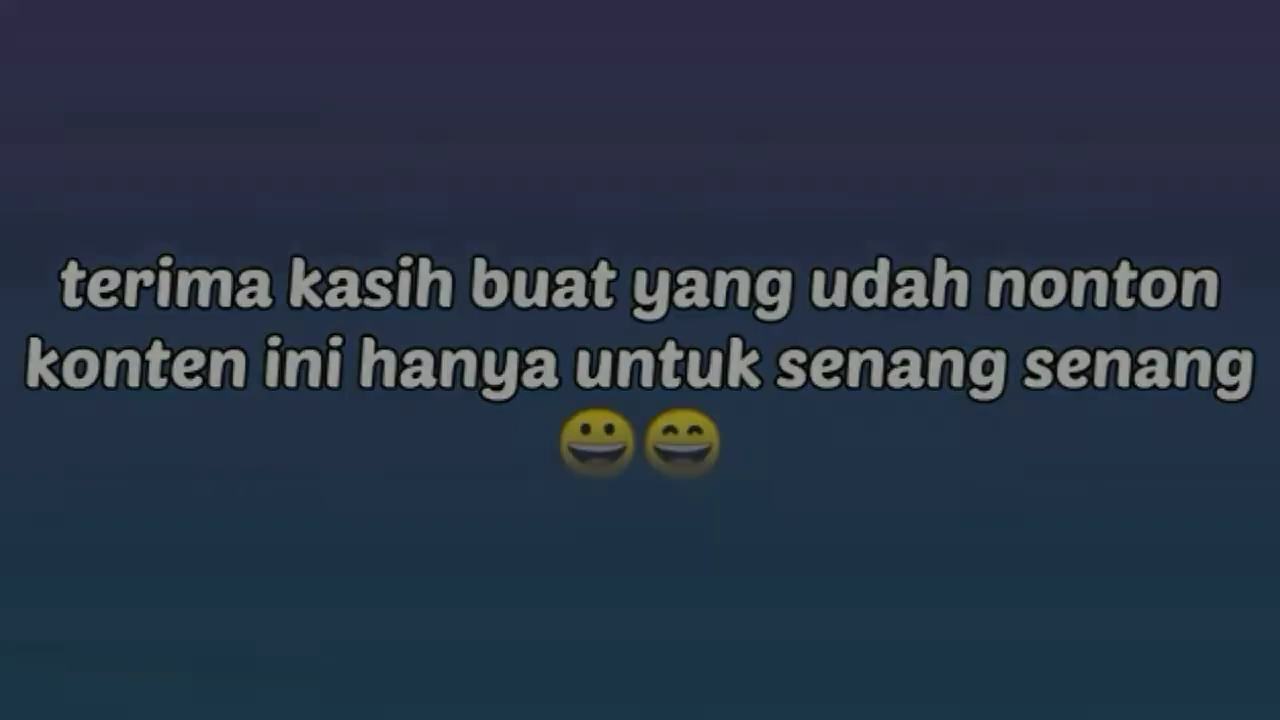 terima kasih buat yang udah nonton
konten ini hanya untuk senang senang
😀😄